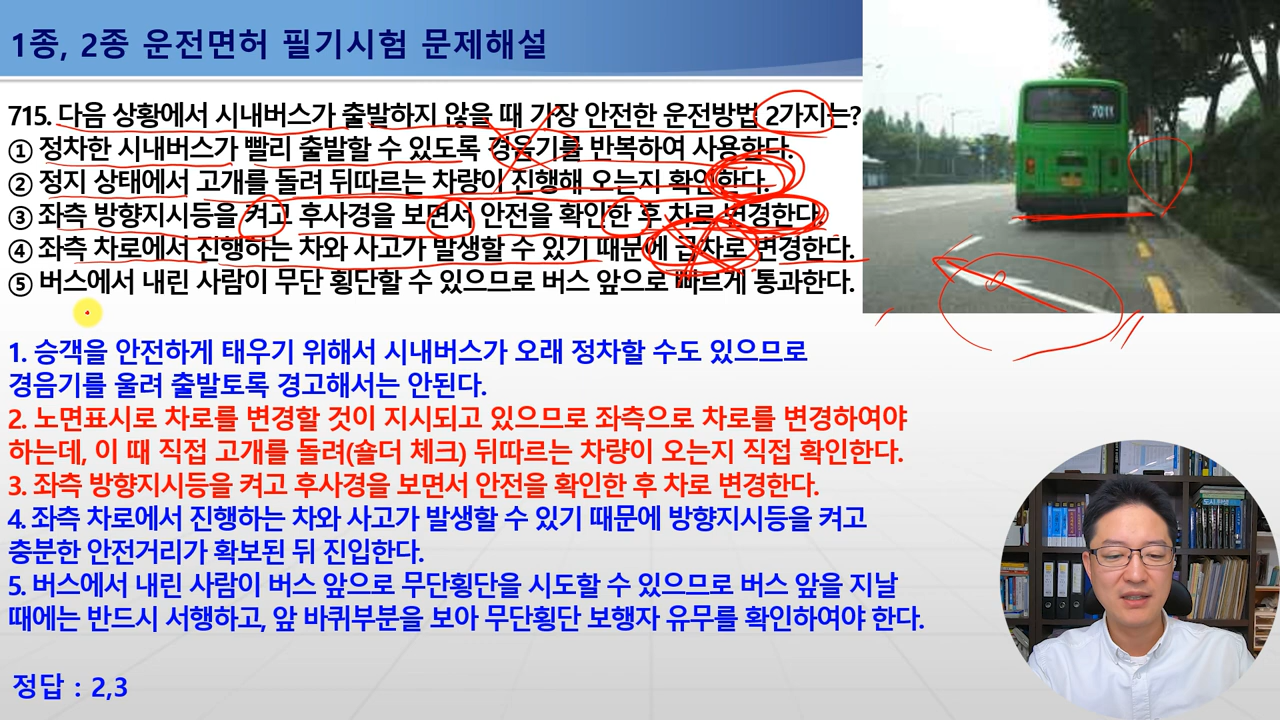 1종, 2종 운전면허 필기시험 문제해설
7011
715. 다음 상황에서 시내버스가 출발하지 않을 때 가장 안전한 운전방법 2가지는?
① 정차한 시내버스가 빨리 출발할 수 있도록 경음기를 반복하여 사용한다.
② 정지 상태에서 고개를 돌려 뒤따르는 차량이 진행해 오는지 확인한다.
③ 좌측 방향지시등을 켜고 후사경을 보면서 안전을 확인한 후 차로 변경한다.
④ 좌측 차로에서 진행하는 차와 사고가 발생할 수 있기 때문에 급차로 변경한다.
⑤ 버스에서 내린 사람이 무단 횡단할 수 있으므로 버스 앞으로 빠르게 통과한다.
1. 승객을 안전하게 태우기 위해서 시내버스가 오래 정차할 수도 있으므로
경음기를 울려 출발토록 경고해서는 안된다.
2. 노면표시로 차로를 변경할 것이 지시되고 있으므로 좌측으로 차로를 변경하여야
하는데, 이 때 직접 고개를 돌려(숄더 체크) 뒤따르는 차량이 오는지 직접 확인한다.
3. 좌측 방향지시등을 켜고 후사경을 보면서 안전을 확인한 후 차로 변경한다.
4. 좌측 차로에서 진행하는 차와 사고가 발생할 수 있기 때문에 방향지시등을 켜고
충분한 안전거리가 확보된 뒤 진입한다.
5. 버스에서 내린 사람이 버스 앞으로 무단횡단을 시도할 수 있으므로 버스 앞을 지날
때에는 반드시 서행하고, 앞 바퀴부분을 보아 무단횡단 보행자 유무를 확인하여야 한다.
정답 : 2,3